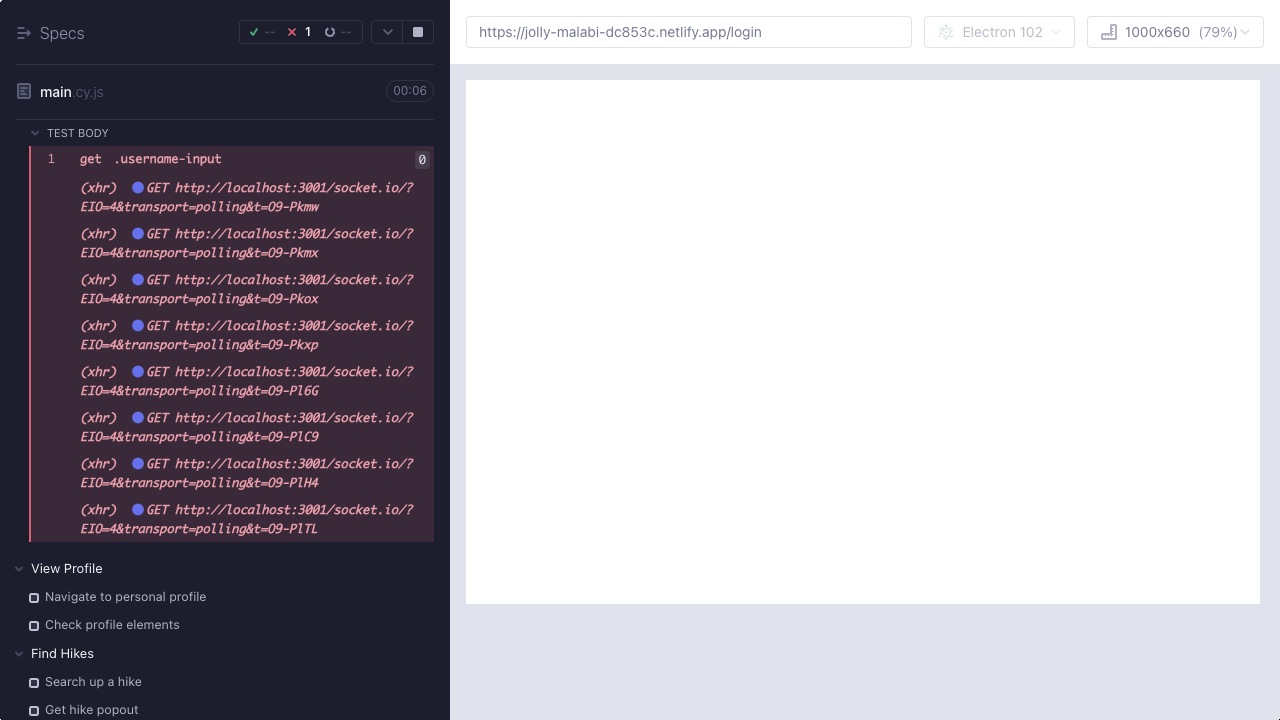 Specs
-- 1 --
main.cy.js 00:06
TEST BODY
1 get .username-input 0
(xhr) GET http://localhost:3001/socket.io/?
EIO=4&transport=polling&t=O9-Pkmw
(xhr) GET http://localhost:3001/socket.io/?
EIO=4&transport=polling&t=O9-Pkmx
(xhr) GET http://localhost:3001/socket.io/?
EIO=4&transport=polling&t=O9-Pkox
(xhr) GET http://localhost:3001/socket.io/?
EIO=4&transport=polling&t=O9-Pkxp
(xhr) GET http://localhost:3001/socket.io/?
EIO=4&transport=polling&t=O9-Pl6G
(xhr) GET http://localhost:3001/socket.io/?
EIO=4&transport=polling&t=O9-PlC9
(xhr) GET http://localhost:3001/socket.io/?
EIO=4&transport=polling&t=O9-PlH4
(xhr) GET http://localhost:3001/socket.io/?
EIO=4&transport=polling&t=O9-PlTL
View Profile
Navigate to personal profile
Check profile elements
Find Hikes
Search up a hike
Get hike popout
https://jolly-malabi-dc853c.netlify.app/login
Electron 102
1000x660 (79%)